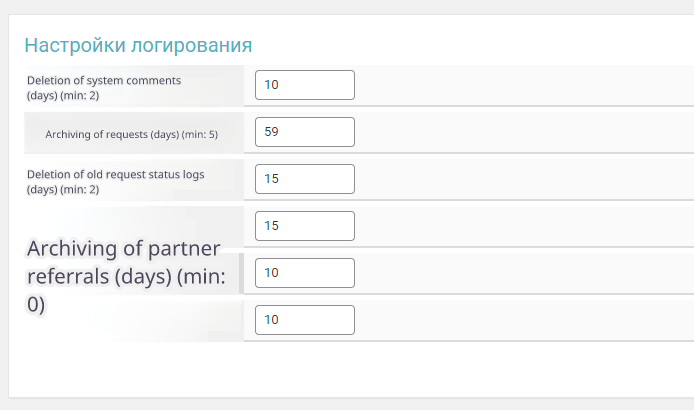 Настройки логирования
Deletion of system comments
(days) (min: 2)
10
Archiving of requests (days) (min: 5)
59
Deletion of old request status logs
(days) (min: 2)
15
15
Archiving of partner
referrals (days) (min:
0)
10
10